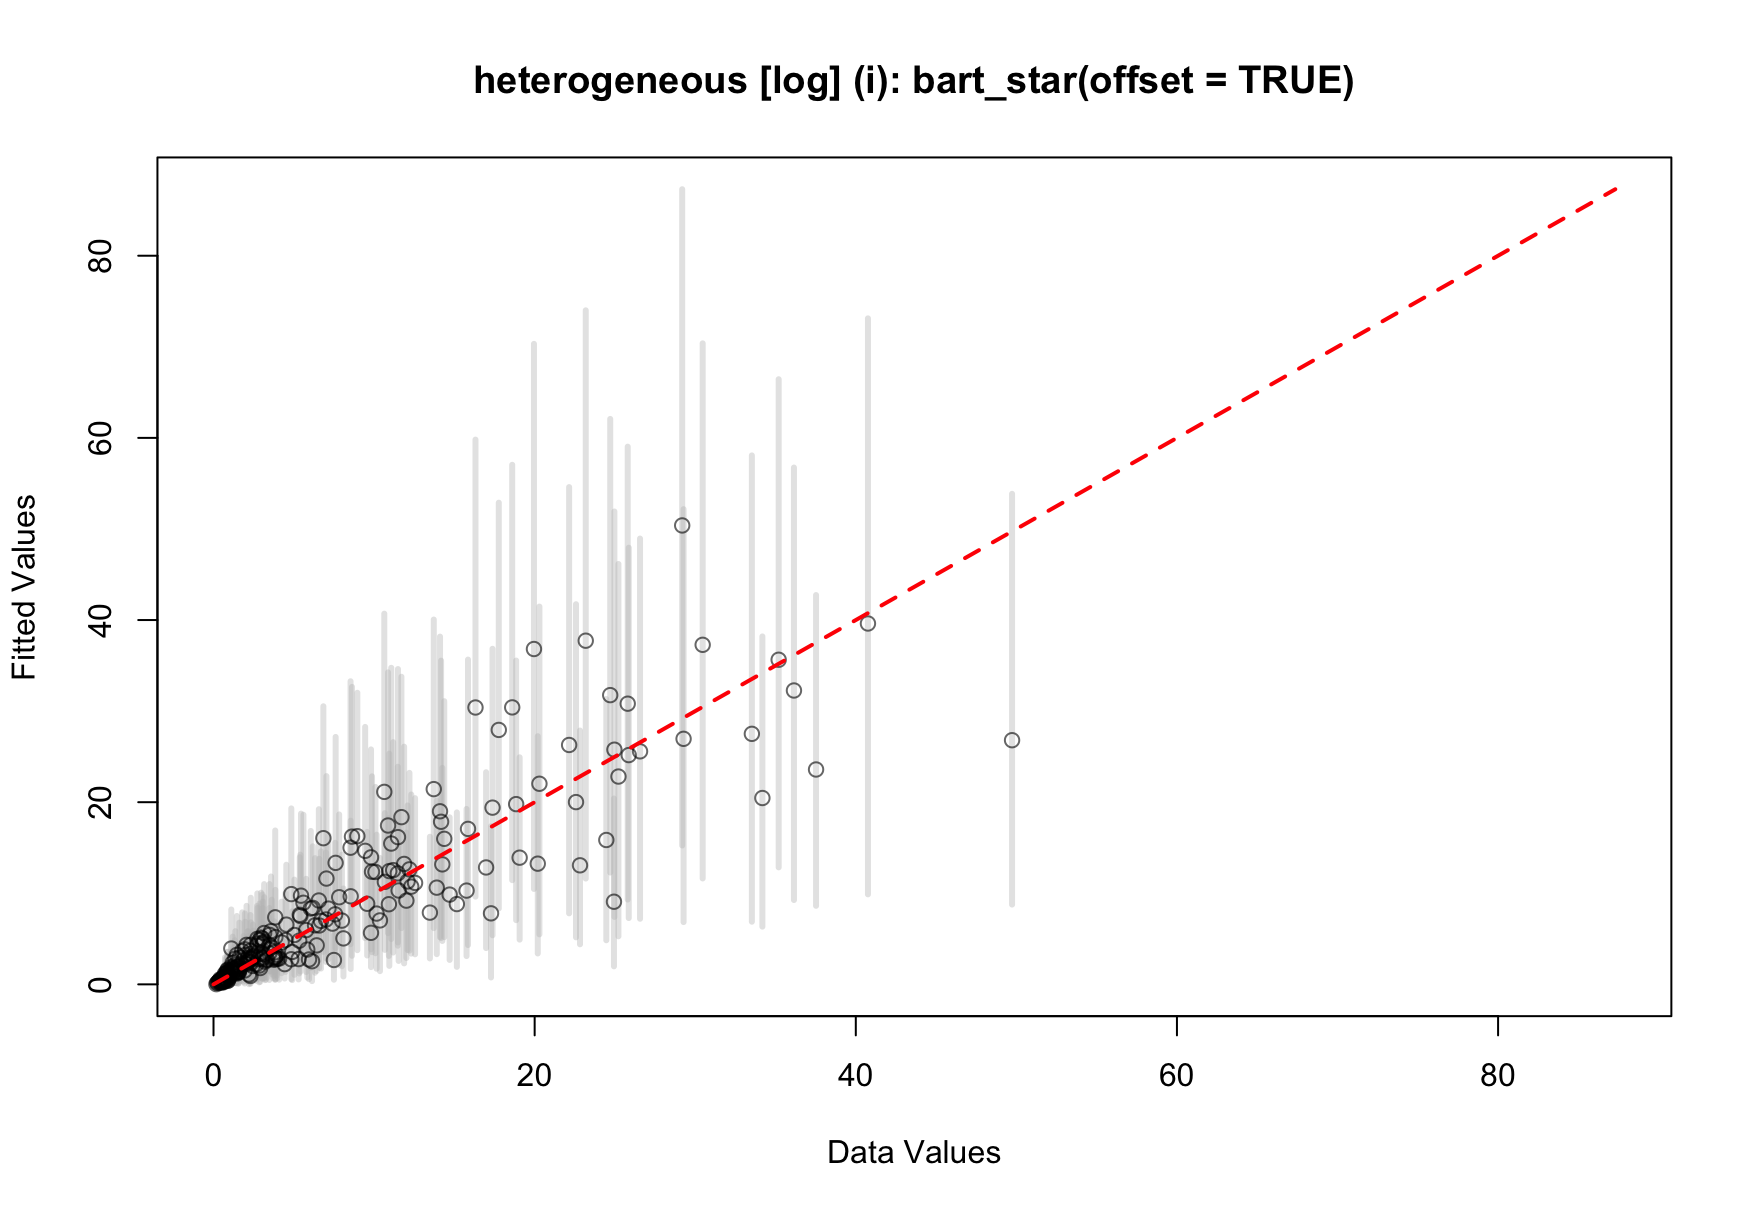 heterogeneous [log] (i): bart_star(offset = TRUE)
Fitted Values
80
60
40
20
0
0 20 40 60 80
Data Values